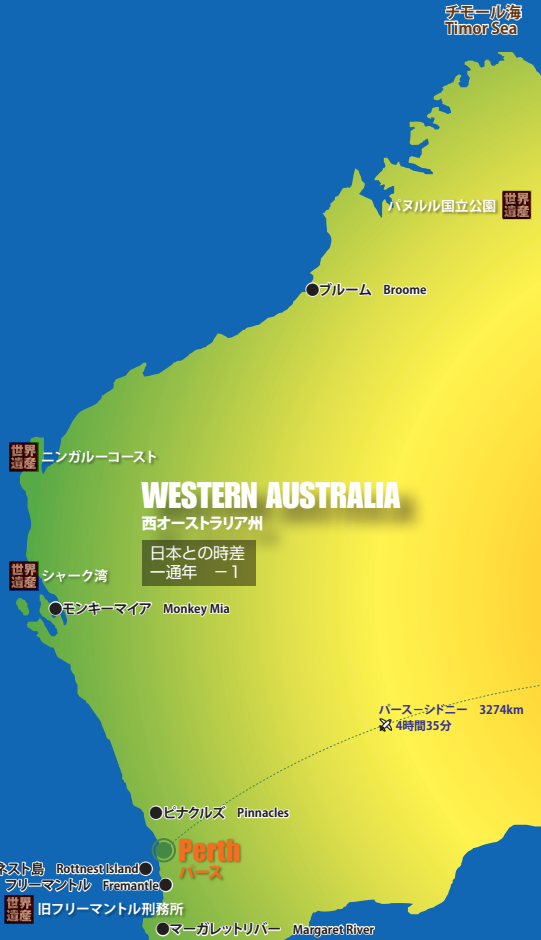 チモール海
Timor Sea
パヌルル国立公園 世界遺産
ブルーム Broome
世界遺産 ニンガルーコースト
WESTERN AUSTRALIA
西オーストラリア州
日本との時差
一通年 －1
世界遺産 シャーク湾
モンキーマイア Monkey Mia
パース－シドニー 3274km
4時間35分
ピナクルズ Pinnacles
Perth
パース
ネスト島 Rottnest Island
フリーマントル Fremantle
世界遺産 旧フリーマントル刑務所
マーガレットリバー Margaret River